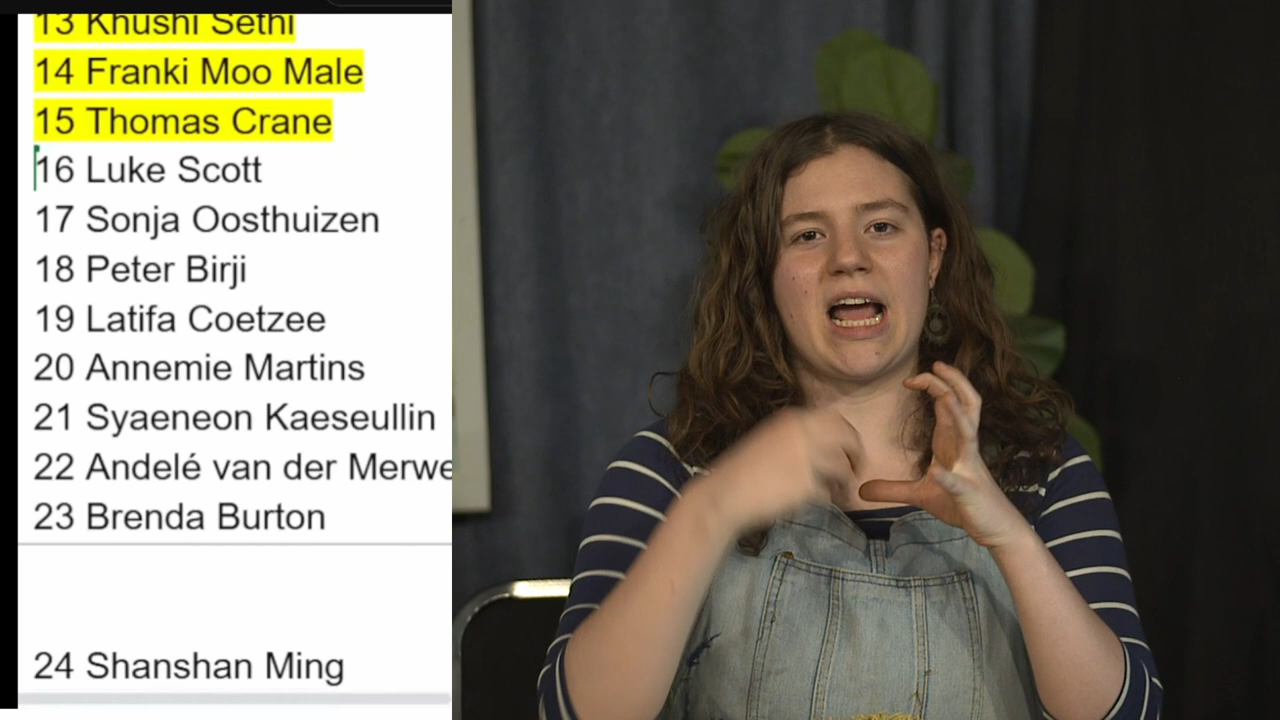 13 Khushi Sethi
14 Franki Moo Male
15 Thomas Crane
16 Luke Scott
17 Sonja Oosthuizen
18 Peter Birji
19 Latifa Coetzee
20 Annemie Martins
21 Syaeneon Kaeseullin
22 Andelé van der Merwe
23 Brenda Burton
24 Shanshan Ming